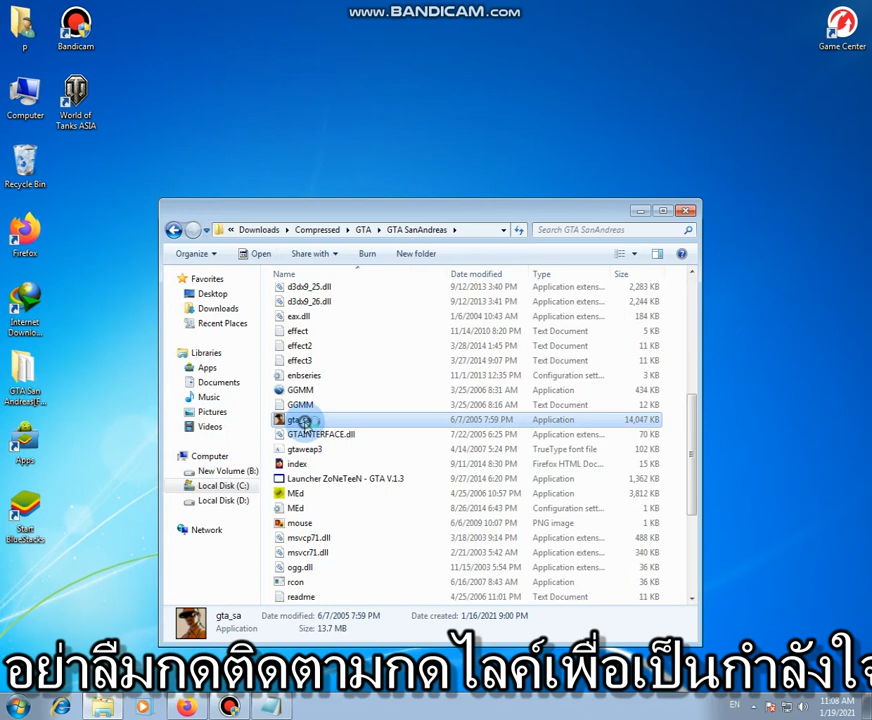 www.BANDICAM.com
p
Bandicam
Game Center
Computer
World of
Tanks ASIA
Recycle Bin
Firefox
Internet
Downlo...
GTA San
Andreas(F...
Apps
Start
BlueStacks
« Downloads Compressed GTA GTA SanAndreas
Search GTA SanAndreas
Organize Open Share with Burn New folder
Favorites
Desktop
Downloads
Recent Places
Libraries
Apps
Documents
Music
Pictures
Videos
Computer
New Volume (B:)
Local Disk (C:)
Local Disk (D:)
Network
Name Date modified Type Size
d3dx9_25.dll 9/12/2013 3:40 PM Application extens... 2,283 KB
d3dx9_26.dll 9/12/2013 3:41 PM Application extens... 2,244 KB
eax.dll 1/6/2004 10:43 AM Application extens... 184 KB
effect 11/14/2010 8:20 PM Text Document 5 KB
effect2 3/28/2014 1:45 PM Text Document 11 KB
effect3 3/27/2014 9:07 PM Text Document 11 KB
enbseries 11/1/2013 12:35 PM Configuration sett... 3 KB
GGMM 3/25/2006 8:31 AM Application 434 KB
GGMM 3/25/2006 8:16 AM Text Document 12 KB
gta_sa 6/7/2005 7:59 PM Application 14,047 KB
GTAINTERFACE.dll 7/22/2005 6:25 PM Application extens... 70 KB
gtaweap3 4/14/2007 5:24 PM TrueType font file 102 KB
index 9/11/2014 8:30 PM Firefox HTML Doc... 15 KB
Launcher ZoNeTeeN - GTA V.1.3 9/27/2014 6:20 PM Application 1,362 KB
MEd 4/25/2006 10:57 PM Application 3,812 KB
MEd 8/26/2014 6:43 PM Configuration sett... 1 KB
mouse 6/6/2009 10:07 PM PNG image 1 KB
msvcp71.dll 3/18/2003 9:14 PM Application extens... 488 KB
msvcr71.dll 2/21/2003 5:42 AM Application extens... 340 KB
ogg.dll 11/15/2003 5:54 PM Application extens... 36 KB
rcon 6/16/2007 8:43 AM Application 36 KB
readme 4/25/2006 11:01 PM Text Document 11 KB
gta_sa Date modified: 6/7/2005 7:59 PM Date created: 1/16/2021 9:00 PM
Application Size: 13.7 MB
อย่าลืมกดติดตามกดไลค์เพื่อเป็นกำลังใจ
EN
11:08 AM
1/19/2021